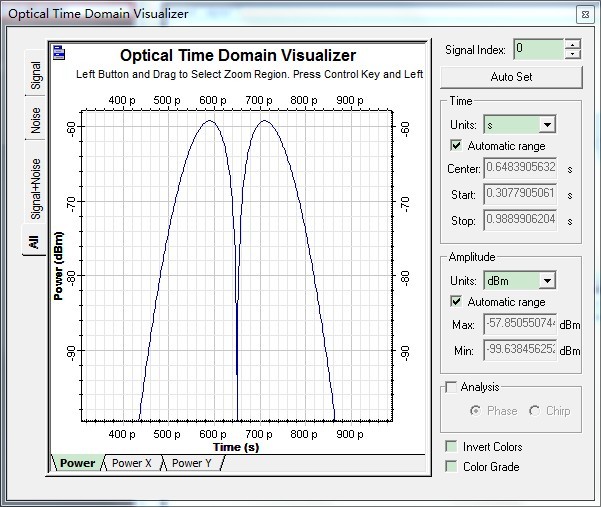 Optical Time Domain Visualizer
Signal Index: 0
Auto Set
Signal
Noise
Signal+Noise
All
Optical Time Domain Visualizer
Left Button and Drag to Select Zoom Region. Press Control Key and Left
400 p 500 p 600 p 700 p 800 p 900 p
-60 -60
-70 -70
-80 -80
-90 -90
Power (dBm)
400 p 500 p 600 p 700 p 800 p 900 p
Time (s)
Power Power X Power Y
Time
Units: s
Automatic range
Center: 0.6483905632 s
Start: 0.3077905061 s
Stop: 0.9889906204 s
Amplitude
Units: dBm
Automatic range
Max: -57.85055074 dBm
Min: -99.63845625 dBm
Analysis
Phase Chirp
Invert Colors
Color Grade